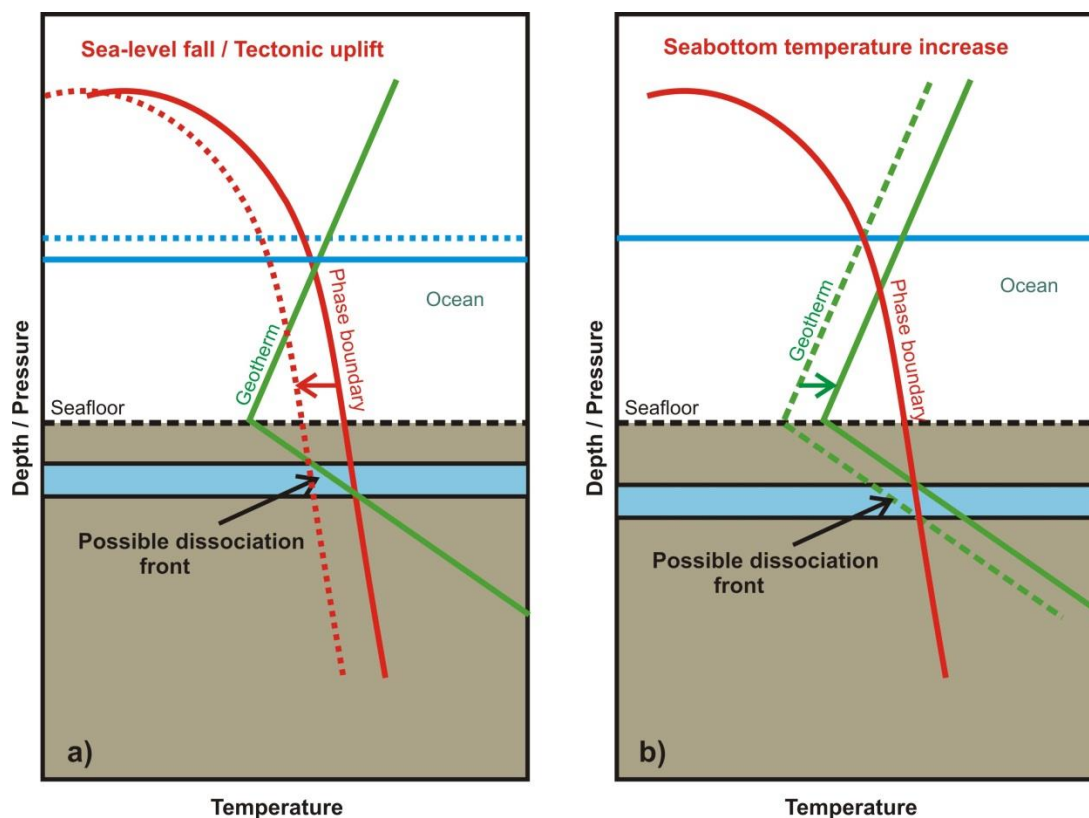 Sea-level fall / Tectonic uplift
Geotherm
Phase boundary
Ocean
Seafloor
Possible dissociation
front
a)
Depth / Pressure
Temperature
Seabottom temperature increase
Geotherm
Phase boundary
Ocean
Seafloor
Possible dissociation
front
b)
Depth / Pressure
Temperature